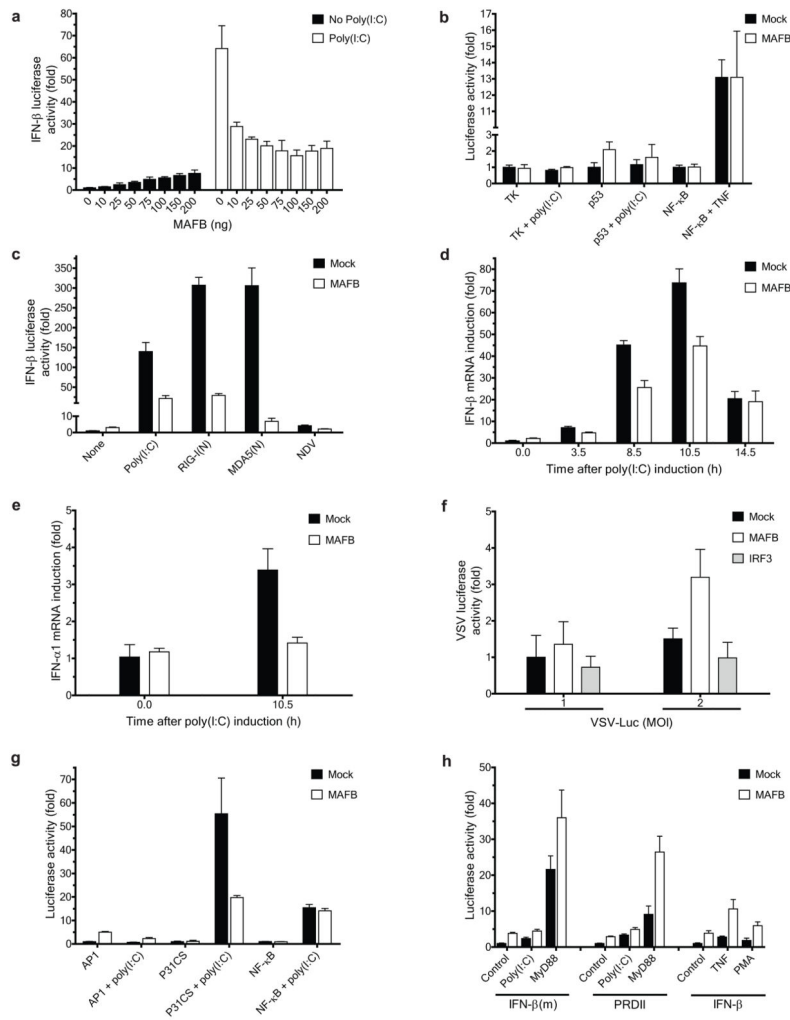 a
No Poly(I:C)
Poly(I:C)
IFN-β luciferase
activity (fold)
80
70
60
50
40
30
20
10
0
0 10 25 50 75 100 150 200 0 10 25 50 75 100 150 200
MAFB (ng)
b
Mock
MAFB
Luciferase activity (fold)
17
16
15
14
13
12
11
4
3
2
1
0
TK
TK + poly(I:C)
p53
p53 + poly(I:C)
NF-κB
NF-κB + TNF
c
Mock
MAFB
IFN-β luciferase
activity (fold)
350
300
250
200
150
100
50
10
0
None
Poly(I:C)
RIG-I(N)
MDA5(N)
NDV
d
Mock
MAFB
IFN-β mRNA induction (fold)
80
70
60
50
40
30
20
10
0
0.0 3.5 8.5 10.5 14.5
Time after poly(I:C) induction (h)
e
Mock
MAFB
IFN-α1 mRNA induction (fold)
5
4
3
2
1
0
0.0 10.5
Time after poly(I:C) induction (h)
f
Mock
MAFB
IRF3
VSV luciferase
activity (fold)
5
4
3
2
1
0
1 2
VSV-Luc (MOI)
g
Mock
MAFB
Luciferase activity (fold)
70
60
50
40
30
20
10
0
AP1
AP1 + poly(I:C)
P31CS
P31CS + poly(I:C)
NF-κB
NF-κB + poly(I:C)
h
Mock
MAFB
Luciferase activity (fold)
50
40
30
20
10
0
Control
Poly(I:C)
MyD88
Control
Poly(I:C)
MyD88
Control
TNF
PMA
IFN-β(m) PRDII IFN-β